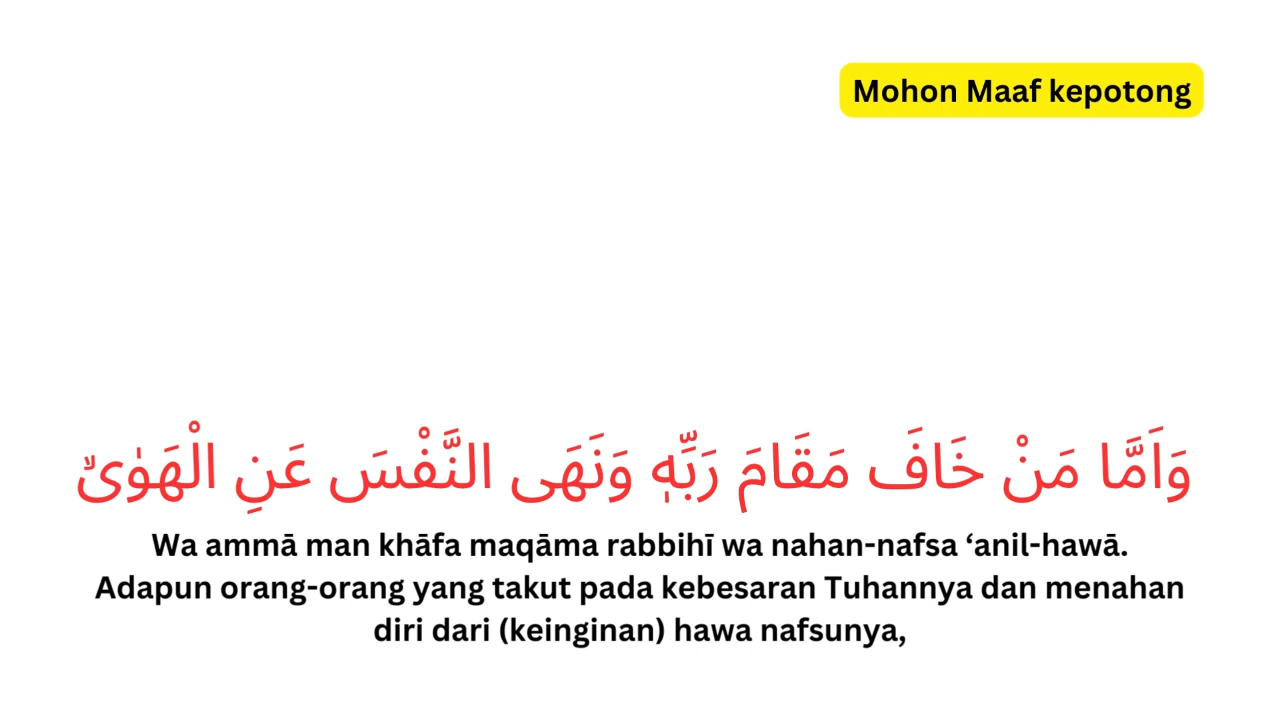 Mohon Maaf kepotong
وَاَمَّا مَنْ خَافَ مَقَامَ رَبِّهٖ وَنَهَى النَّفْسَ عَنِ الْهَوٰىۙ
Wa ammā man khāfa maqāma rabbihī wa nahan-nafsa ‘anil-hawā.
Adapun orang-orang yang takut pada kebesaran Tuhannya dan menahan
diri dari (keinginan) hawa nafsunya,